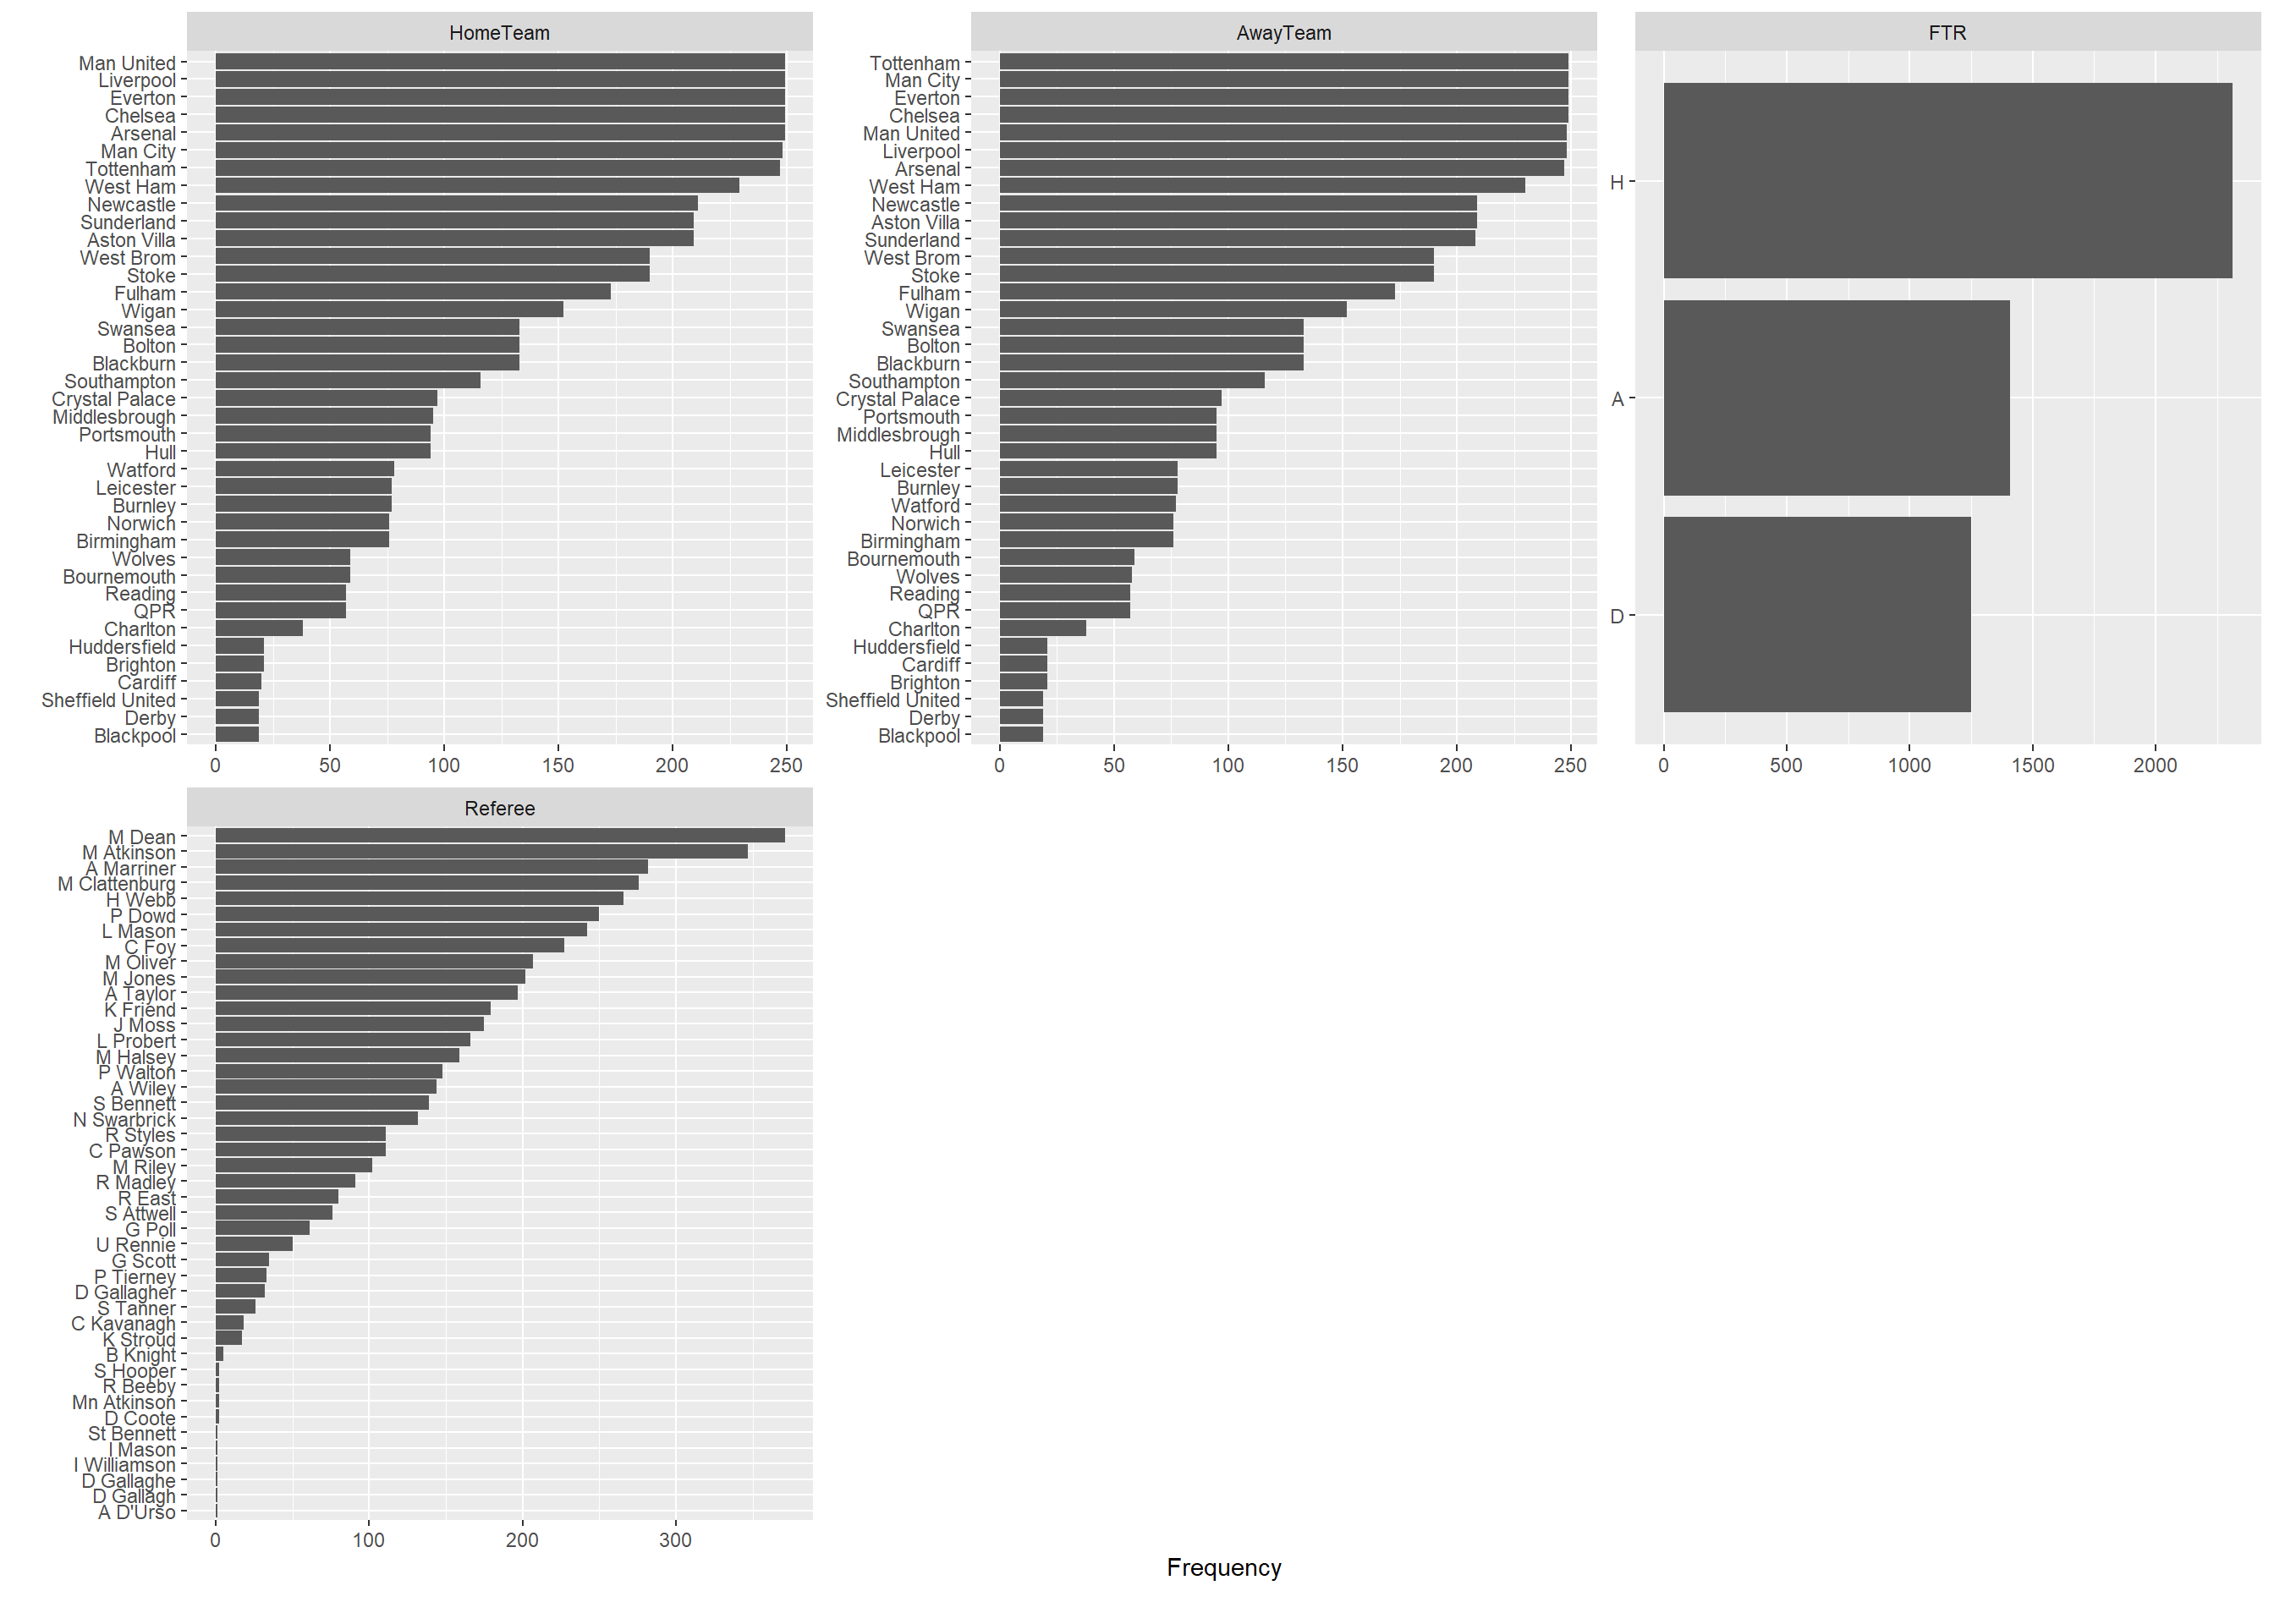 HomeTeam
Man United
Liverpool
Everton
Chelsea
Arsenal
Man City
Tottenham
West Ham
Newcastle
Sunderland
Aston Villa
West Brom
Stoke
Fulham
Wigan
Swansea
Bolton
Blackburn
Southampton
Crystal Palace
Middlesbrough
Portsmouth
Hull
Watford
Leicester
Burnley
Norwich
Birmingham
Wolves
Bournemouth
Reading
QPR
Charlton
Huddersfield
Brighton
Cardiff
Sheffield United
Derby
Blackpool
0 50 100 150 200 250
AwayTeam
Tottenham
Man City
Everton
Chelsea
Man United
Liverpool
Arsenal
West Ham
Newcastle
Aston Villa
Sunderland
West Brom
Stoke
Fulham
Wigan
Swansea
Bolton
Blackburn
Southampton
Crystal Palace
Portsmouth
Middlesbrough
Hull
Leicester
Burnley
Watford
Norwich
Birmingham
Bournemouth
Wolves
Reading
QPR
Charlton
Huddersfield
Cardiff
Brighton
Sheffield United
Derby
Blackpool
0 50 100 150 200 250
FTR
H
A
D
0 500 1000 1500 2000
Referee
M Dean
M Atkinson
A Marriner
M Clattenburg
H Webb
P Dowd
L Mason
C Foy
M Oliver
M Jones
A Taylor
K Friend
J Moss
L Probert
M Halsey
P Walton
A Wiley
S Bennett
N Swarbrick
R Styles
C Pawson
M Riley
R Madley
R East
S Attwell
G Poll
U Rennie
G Scott
P Tierney
D Gallagher
S Tanner
C Kavanagh
K Stroud
B Knight
S Hooper
R Beeby
Mn Atkinson
D Coote
St Bennett
l Mason
I Williamson
D Gallaghe
D Gallagh
A D'Urso
0 100 200 300
Frequency